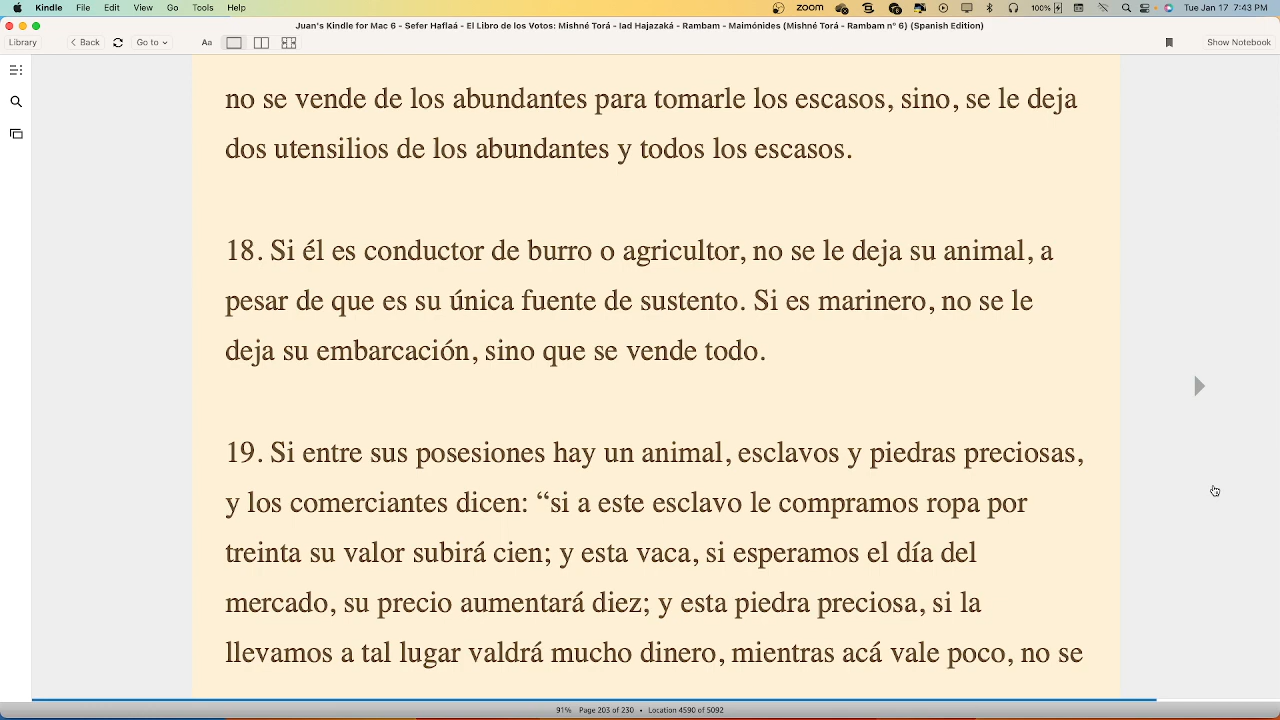 Kindle File Edit View Go Tools Help zoom 100% Tue Jan 17 7:43 PM
Juan's Kindle for Mac 6 - Sefer Haflaá - El Libro de los Votos: Mishné Torá - Iad Hajazaká - Rambam - Maimónides (Mishné Torá - Rambam nº 6) (Spanish Edition)
Library Back Go to Aa Show Notebook
no se vende de los abundantes para tomarle los escasos, sino, se le deja
dos utensilios de los abundantes y todos los escasos.
18. Si él es conductor de burro o agricultor, no se le deja su animal, a
pesar de que es su única fuente de sustento. Si es marinero, no se le
deja su embarcación, sino que se vende todo.
19. Si entre sus posesiones hay un animal, esclavos y piedras preciosas,
y los comerciantes dicen: “si a este esclavo le compramos ropa por
treinta su valor subirá cien; y esta vaca, si esperamos el día del
mercado, su precio aumentará diez; y esta piedra preciosa, si la
llevamos a tal lugar valdrá mucho dinero, mientras acá vale poco, no se
91% Page 203 of 230 • Location 4590 of 5092